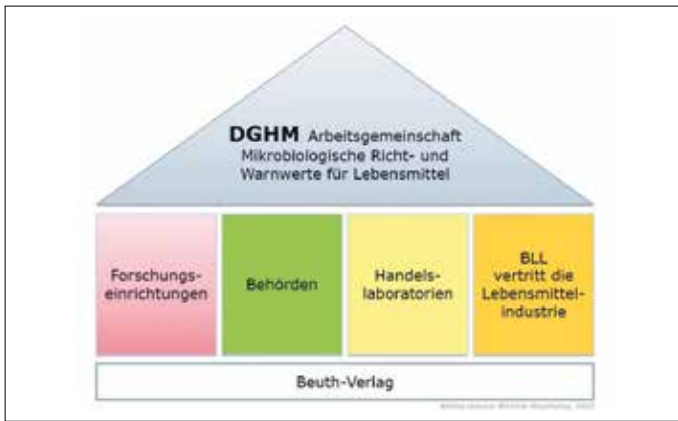 DGHM Arbeitsgemeinschaft
Mikrobiologische Richt- und
Warnwerte für Lebensmittel
Forschungs-
einrichtungen
Behörden
Handels-
laboratorien
BLL
vertritt die
Lebensmittel-
industrie
Beuth-Verlag